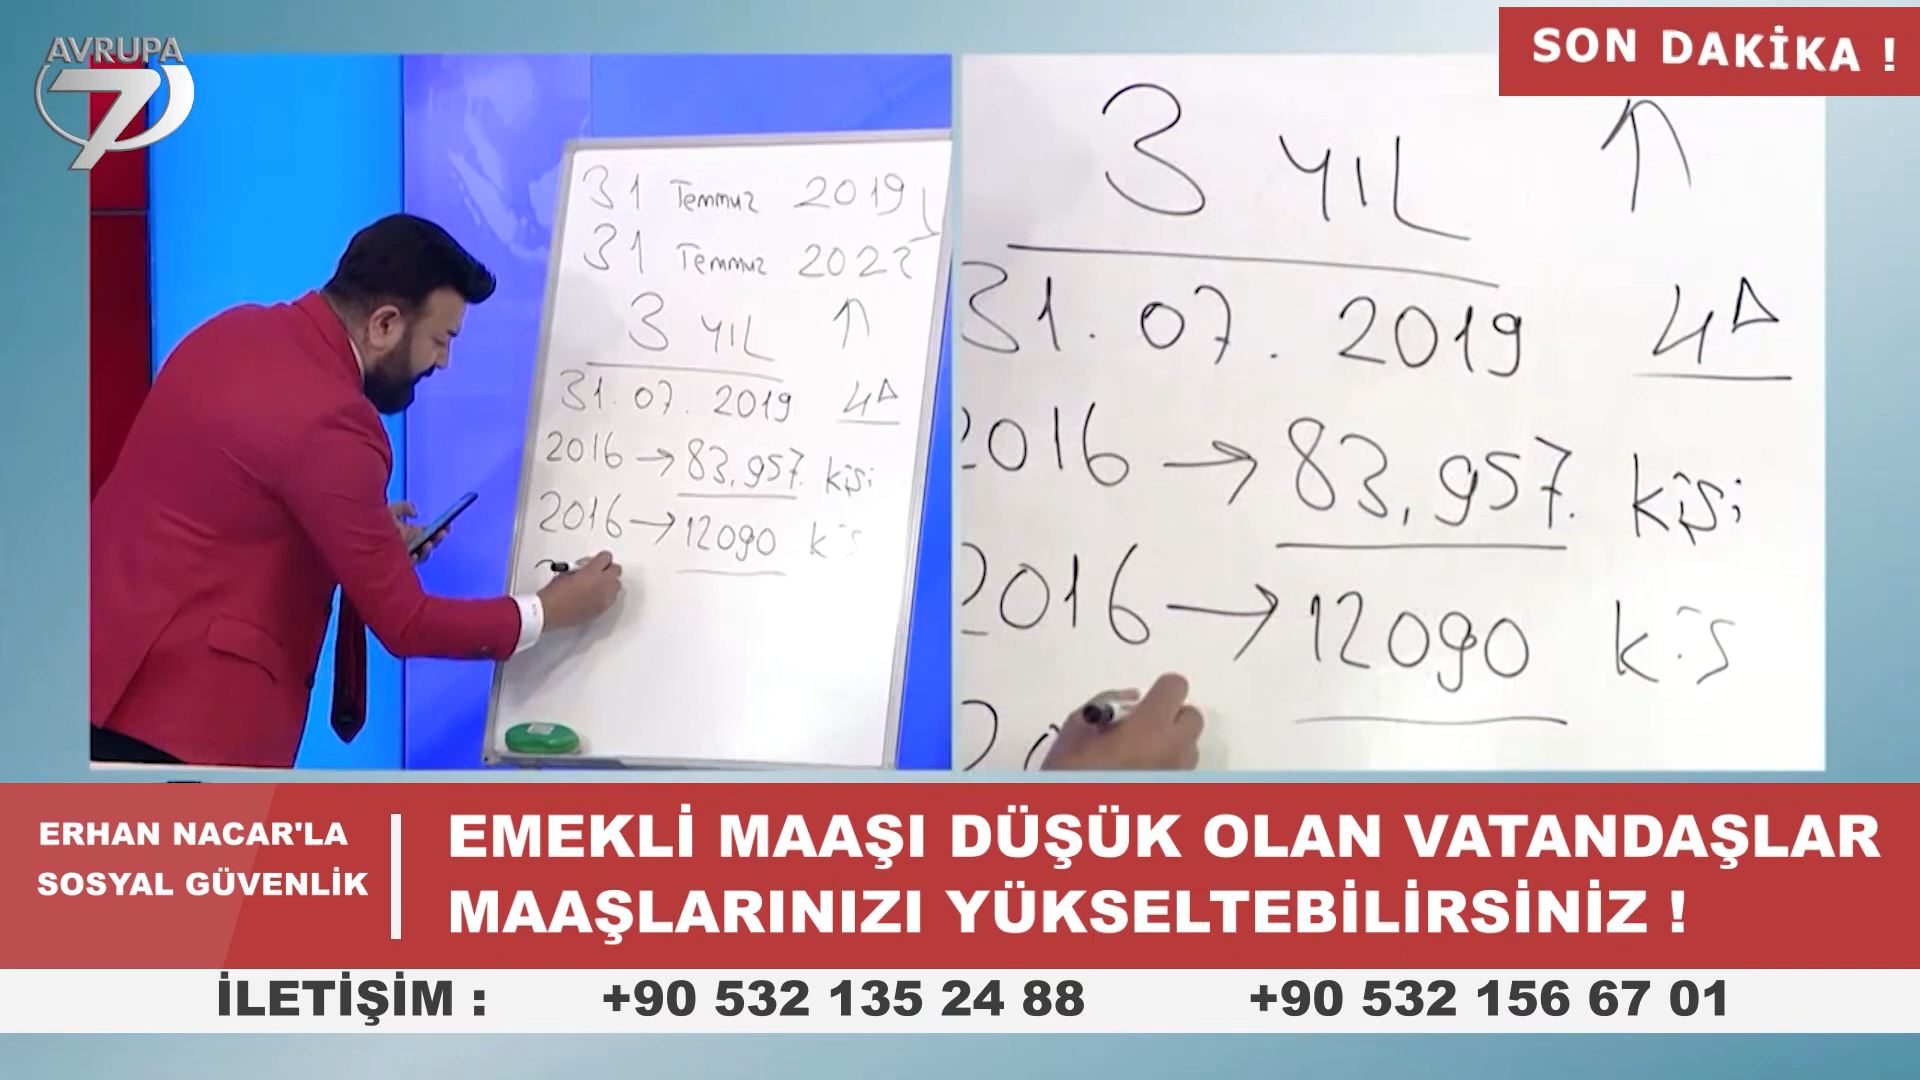 AVRUPA
7
SON DAKİKA !
31 Temmuz 2019
31 Temmuz 2022
3 YIL ↑
31.07.2019 4A
2016 → 83.957 kişi
2016 → 12090 kiş
3 YIL ↑
31.07.2019 4A
2016 → 83.957 kişi
2016 → 12090 kiş
20
ERHAN NACAR'LA
SOSYAL GÜVENLİK
EMEKLİ MAAŞI DÜŞÜK OLAN VATANDAŞLAR
MAAŞLARINIZI YÜKSELTEBİLİRSİNİZ !
İLETİŞİM : +90 532 135 24 88 +90 532 156 67 01